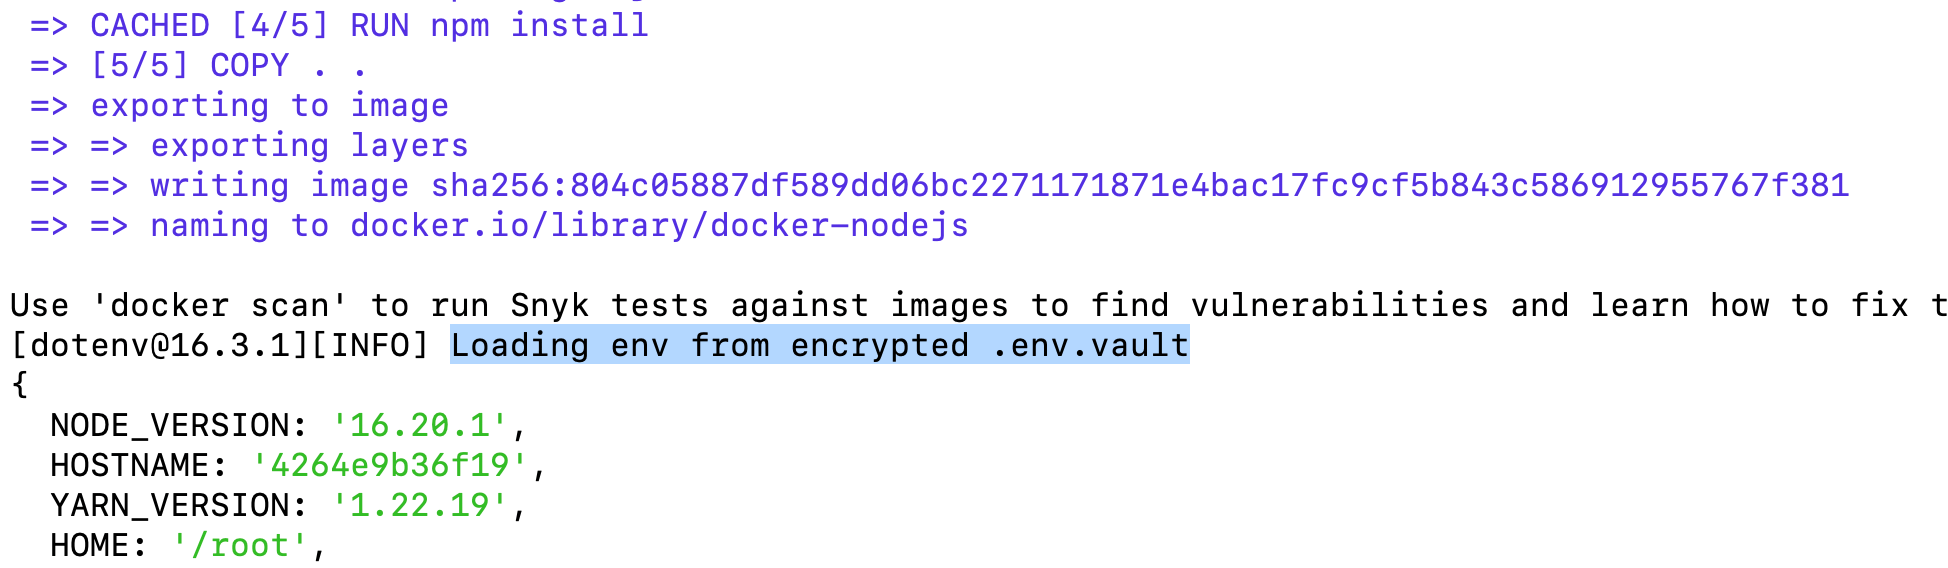 => CACHED [4/5] RUN npm install
=> [5/5] COPY . .
=> exporting to image
=> => exporting layers
=> => writing image sha256:804c05887df589dd06bc2271171871e4bac17fc9cf5b843c586912955767f381
=> => naming to docker.io/library/docker-nodejs
Use 'docker scan' to run Snyk tests against images to find vulnerabilities and learn how to fix t
[dotenv@16.3.1][INFO] Loading env from encrypted .env.vault
{
NODE_VERSION: '16.20.1',
HOSTNAME: '4264e9b36f19',
YARN_VERSION: '1.22.19',
HOME: '/root',